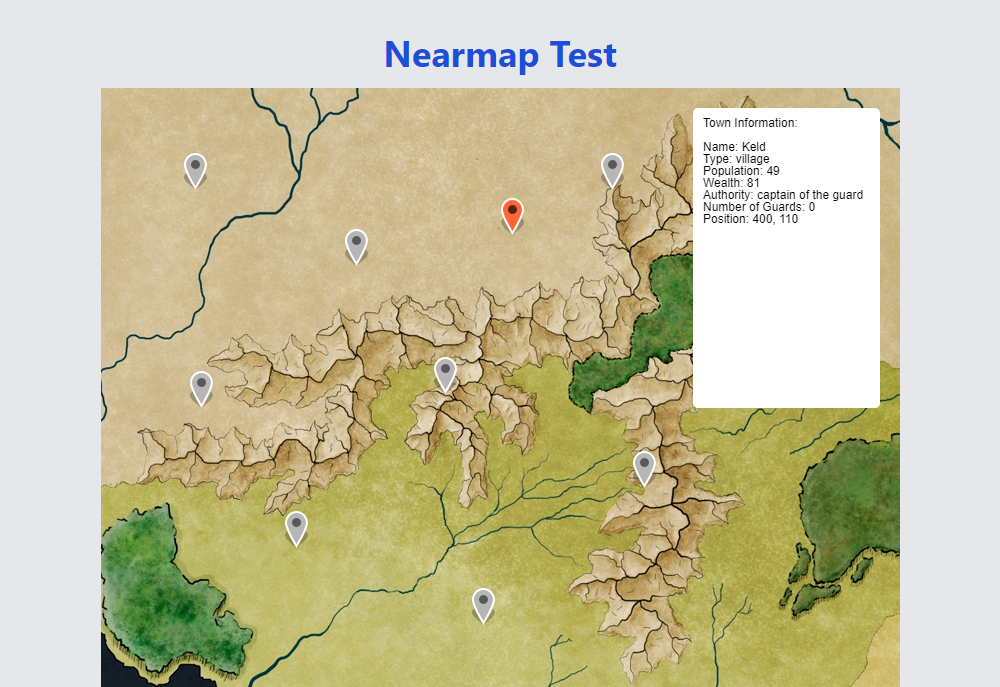 Nearmap Test
Town Information:
Name: Keld
Type: village
Population: 49
Wealth: 81
Authority: captain of the guard
Number of Guards: 0
Position: 400, 110